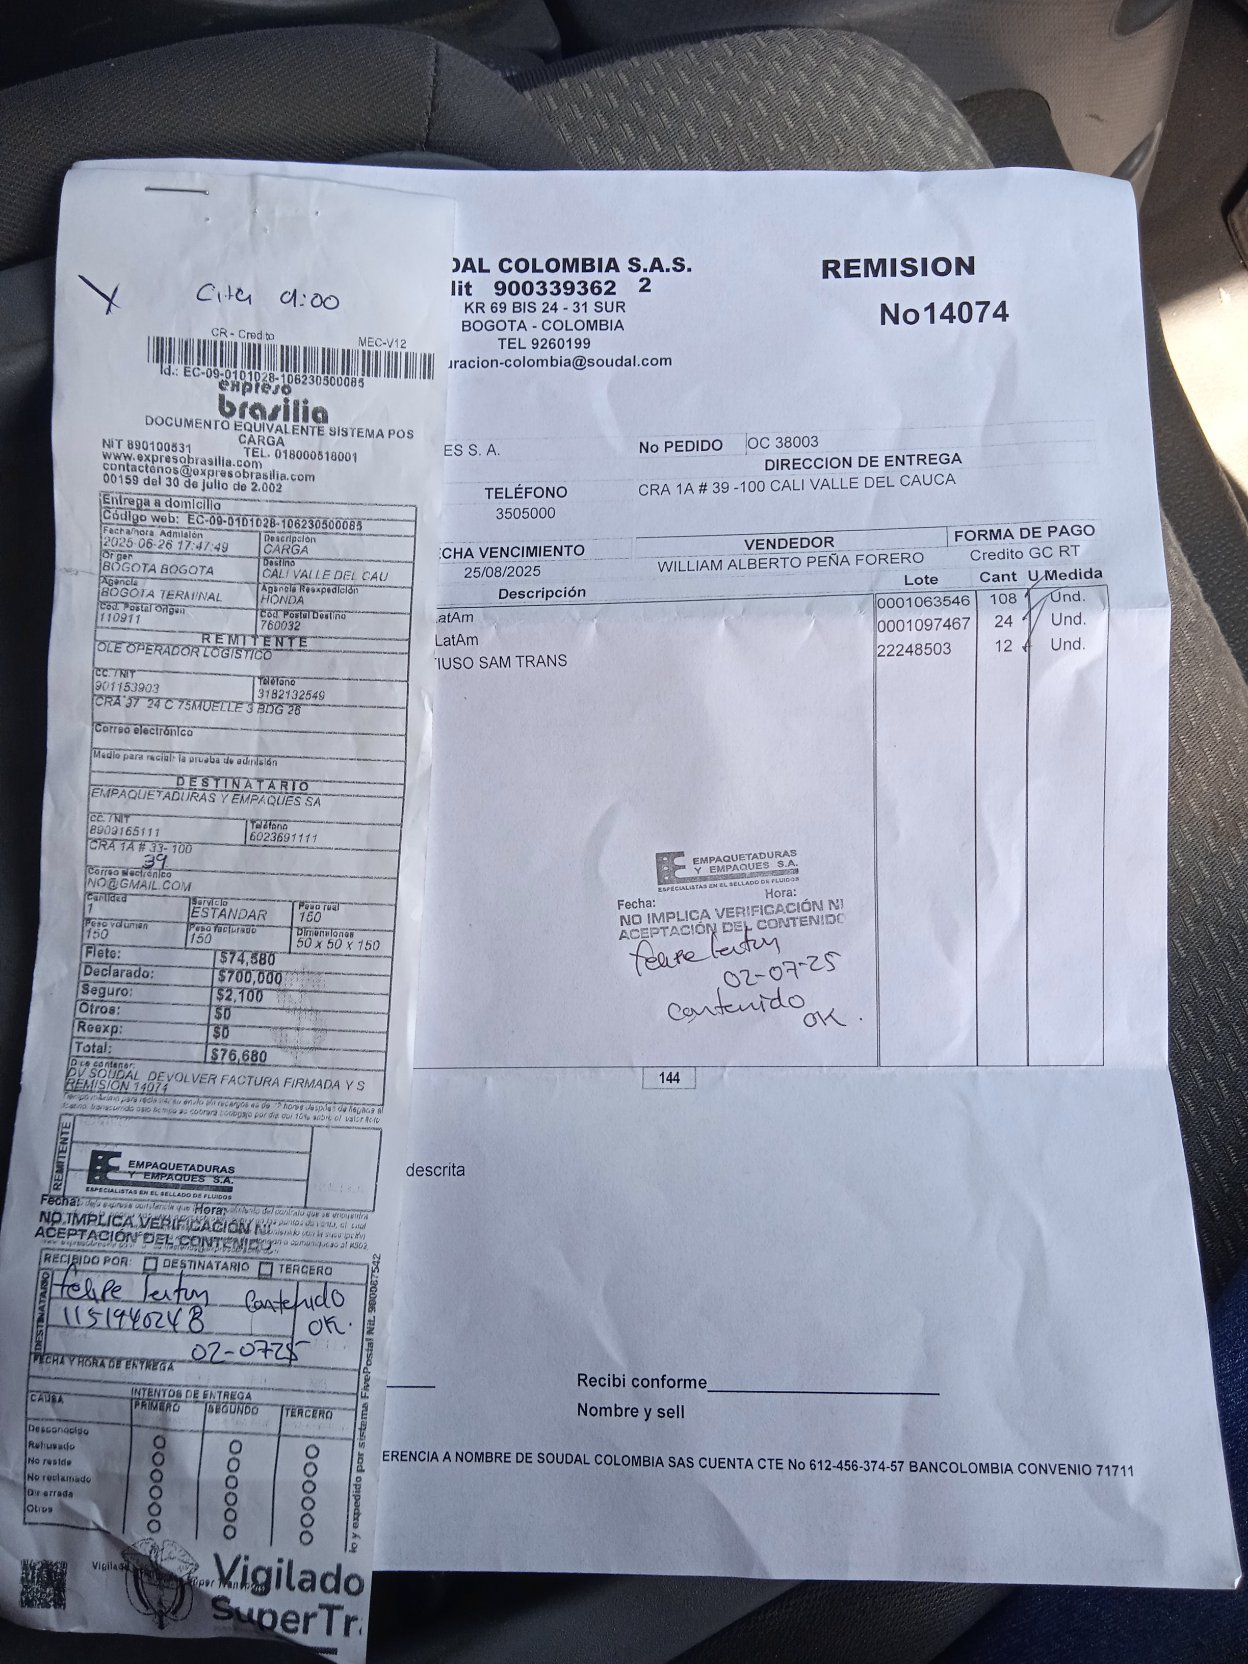 Cita 9:00
CR - Credito
MEC-V12
Id.: EC-09-0101028-106230500085
expreso
brasilia
DOCUMENTO EQUIVALENTE SISTEMA POS
CARGA
NIT 890100531 TEL. 018000518001
www.expresobrasilia.com
contactenos@expresobrasilia.com
00159 del 30 de julio de 2.002
Entrega a domicilio
Código web: EC-09-0101028-106230500085
Fecha/hora Admisión Descripción
2025-06-26 17:47:49 CARGA
Origen Destino
BOGOTA BOGOTA CALI VALLE DEL CAU
Agencia Agencia Reexpedición
BOGOTA TERMINAL HONDA
Cod. Postal Origen Cod. Postal Destino
110911 760032
REMITENTE
OLE OPERADOR LOGISTICO
CC. / NIT Teléfono
901153903 3182132549
CRA 37 24 C 75MUELLE 3 BDG 26
Correo electrónico
Medio para recibir la prueba de admisión
DESTINATARIO
EMPAQUETADURAS Y EMPAQUES SA
CC. / NIT Teléfono
8909165111 6023691111
CRA 1A # 33-100
39
Correo electrónico
NO@GMAIL.COM
Cantidad Servicio Peso real
1 ESTANDAR 150
Peso volumen Peso facturado Dimensiones
150 150 50 x 50 x 150
Flete: $74,580
Declarado: $700,000
Seguro: $2,100
Otros: $0
Reexp: $0
Total: $76,680
Dice contener:
DV SOUDAL DEVOLVER FACTURA FIRMADA Y S
REMISION 14074
REMITENTE
EMPAQUETADURAS
Y EMPAQUES S.A.
ESPECIALISTAS EN EL SELLADO DE FLUIDOS
Fecha: Hora:
NO IMPLICA VERIFICACIÓN NI
ACEPTACIÓN DEL CONTENIDO
RECIBIDO POR: DESTINATARIO TERCERO
DESTINATARIO
Felipe
Contenido
1151940248
OK.
02-0725
FECHA Y HORA DE ENTREGA
INTENTOS DE ENTREGA
CAUSA PRIMERO SEGUNDO TERCERO
Desconocido
Rehusado
No reside
No reclamado
Dir errada
Otros
lo y expedido por sistema FivePostal Nit. 900087542
Vigilado
SuperTr
DAL COLOMBIA S.A.S.
lit 900339362 2
KR 69 BIS 24 - 31 SUR
BOGOTA - COLOMBIA
TEL 9260199
uracion-colombia@soudal.com
REMISION
No14074
ES S. A.
No PEDIDO OC 38003
DIRECCION DE ENTREGA
TELÉFONO CRA 1A # 39 -100 CALI VALLE DEL CAUCA
3505000
CHA VENCIMIENTO VENDEDOR FORMA DE PAGO
25/08/2025 WILLIAM ALBERTO PEÑA FORERO Credito GC RT
Descripción Lote Cant U Medida
atAm 0001063546 108 Und.
LatAm 0001097467 24 Und.
IUSO SAM TRANS 22248503 12 Und.
EMPAQUETADURAS
Y EMPAQUES S.A.
ESPECIALISTAS EN EL SELLADO DE FLUIDOS
Fecha: Hora:
NO IMPLICA VERIFICACIÓN NI
ACEPTACIÓN DEL CONTENIDO
Felipe
02-07-25
Contenido
OK.
144
descrita
Recibi conforme
Nombre y sell
ERENCIA A NOMBRE DE SOUDAL COLOMBIA SAS CUENTA CTE No 612-456-374-57 BANCOLOMBIA CONVENIO 71711